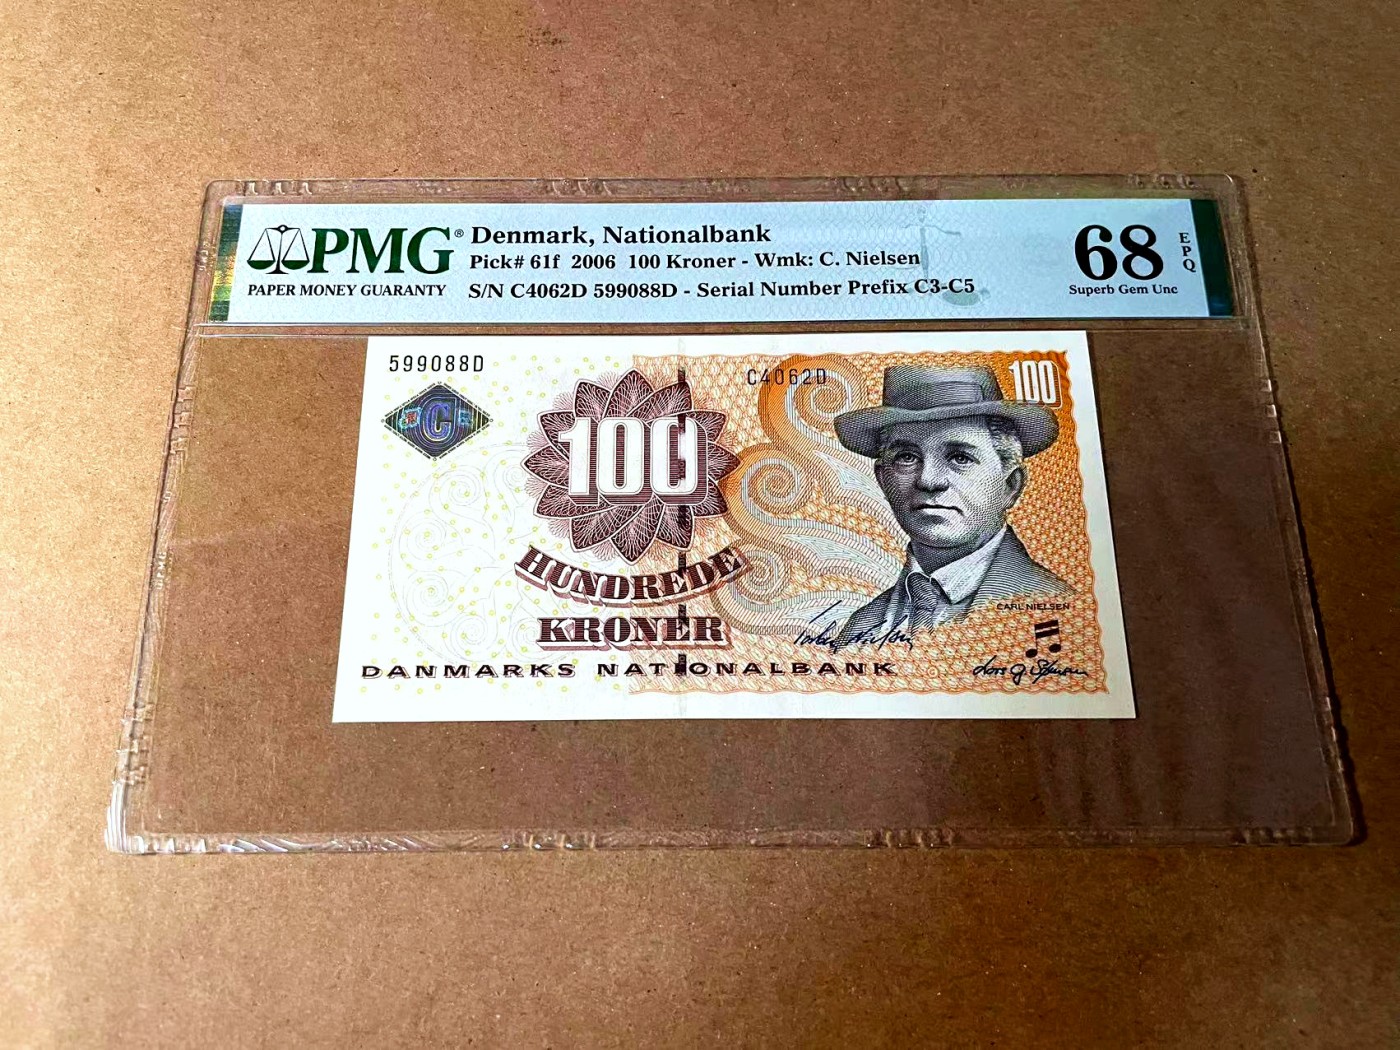 PMG®
PAPER MONEY GUARANTY
Denmark, Nationalbank
Pick# 61f 2006 100 Kroner - Wmk: C. Nielsen
S/N C4062D 599088D - Serial Number Prefix C3-C5
68
EPQ
Superb Gem Unc
599088D
C4062D
100
C
100
HUNDREDE
KRONER
CARL NIELSEN
DANMARKS NATIONALBANK